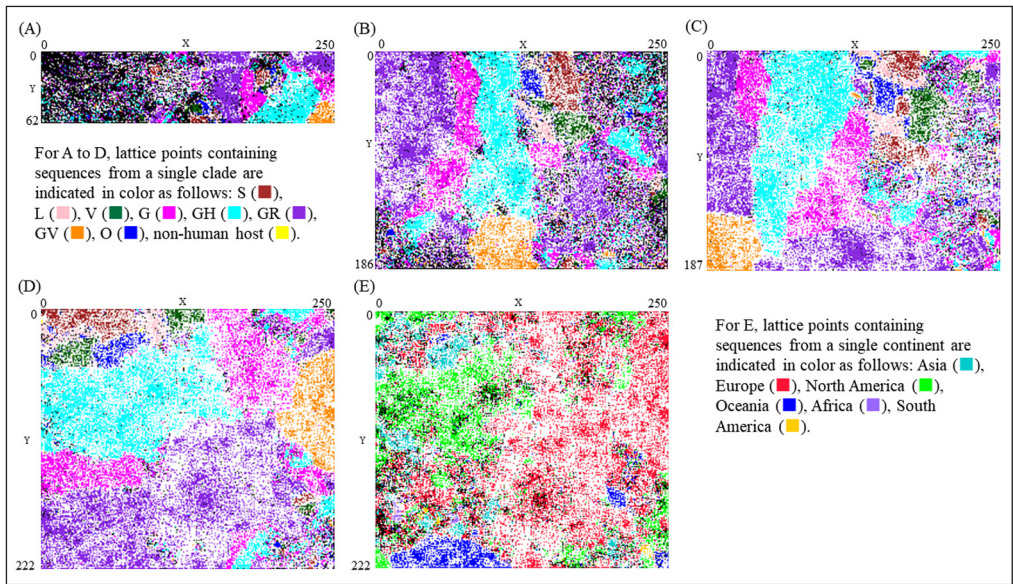 (A)
0 X 250
Y
62
For A to D, lattice points containing
sequences from a single clade are
indicated in color as follows: S (■),
L (■), V (■), G (■), GH (■), GR (■),
GV (■), O (■), non-human host (■).
(B)
0 X 250
0
Y
186
(C)
0 X 250
0
Y
187
(D)
0 X 250
0
Y
222
(E)
0 X 250
0
Y
222
For E, lattice points containing
sequences from a single continent are
indicated in color as follows: Asia (■),
Europe (■), North America (■),
Oceania (■), Africa (■), South
America (■).